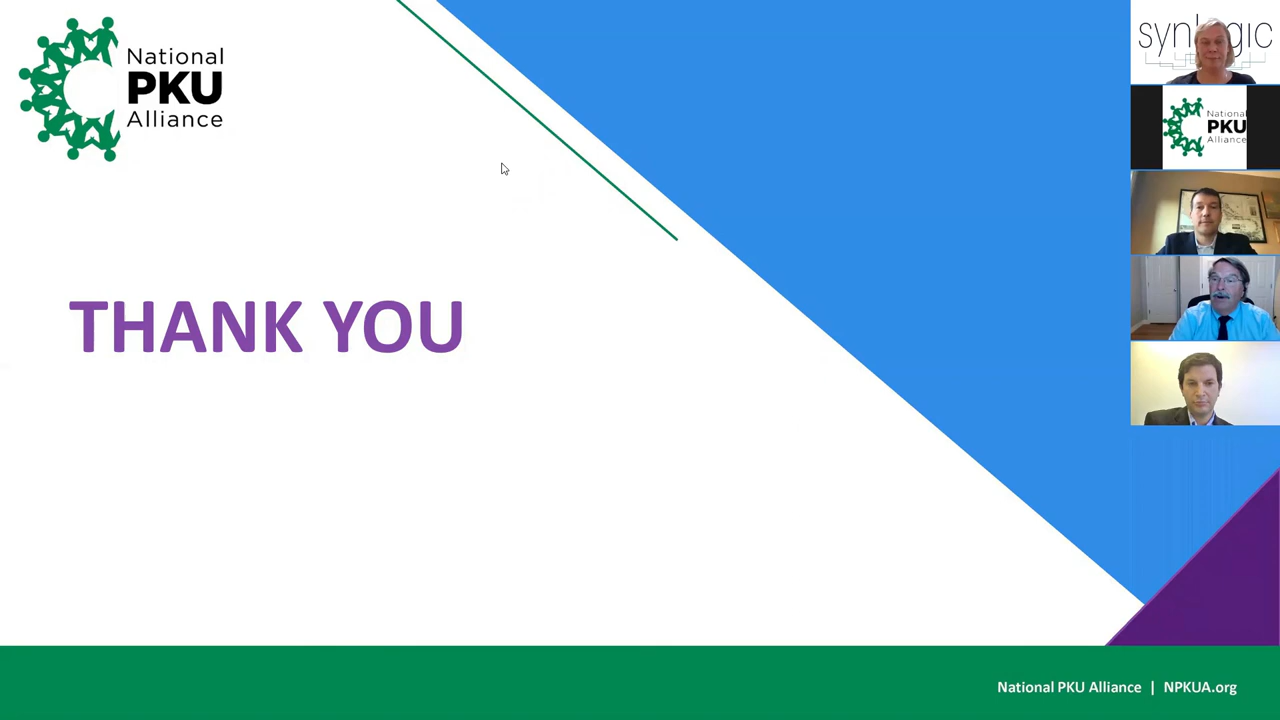 National
PKU
Alliance
THANK YOU
National PKU Alliance | NPKUA.org
synlogic
National
PKU
Alliance